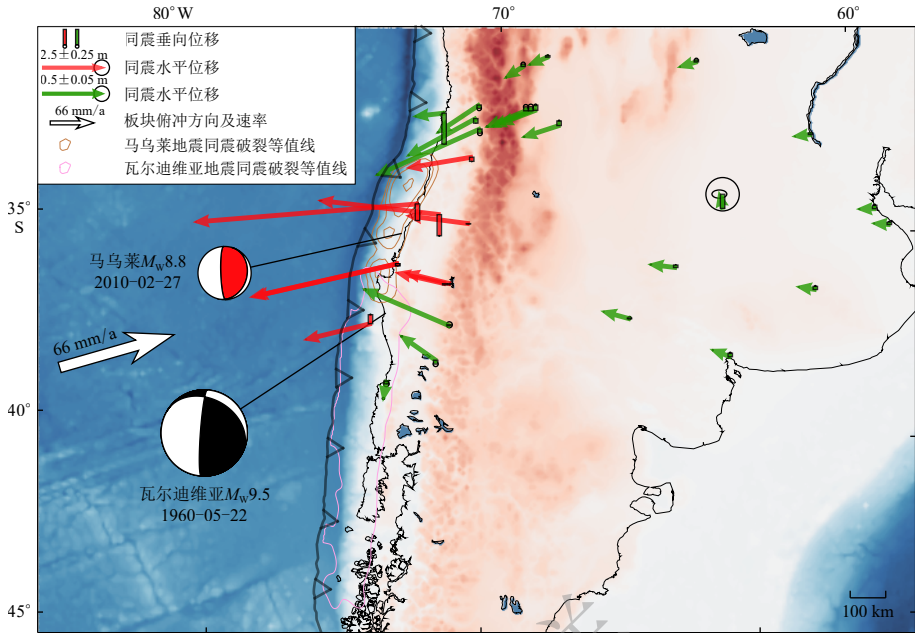 80°W
70°
60°
同震垂向位移
2.5±0.25 m
同震水平位移
0.5±0.05 m
同震水平位移
66 mm/a
板块俯冲方向及速率
马乌莱地震同震破裂等值线
瓦尔迪维亚地震同震破裂等值线
35°
S
马乌莱Mw8.8
2010-02-27
66 mm/a
40°
瓦尔迪维亚Mw9.5
1960-05-22
45°
100 km